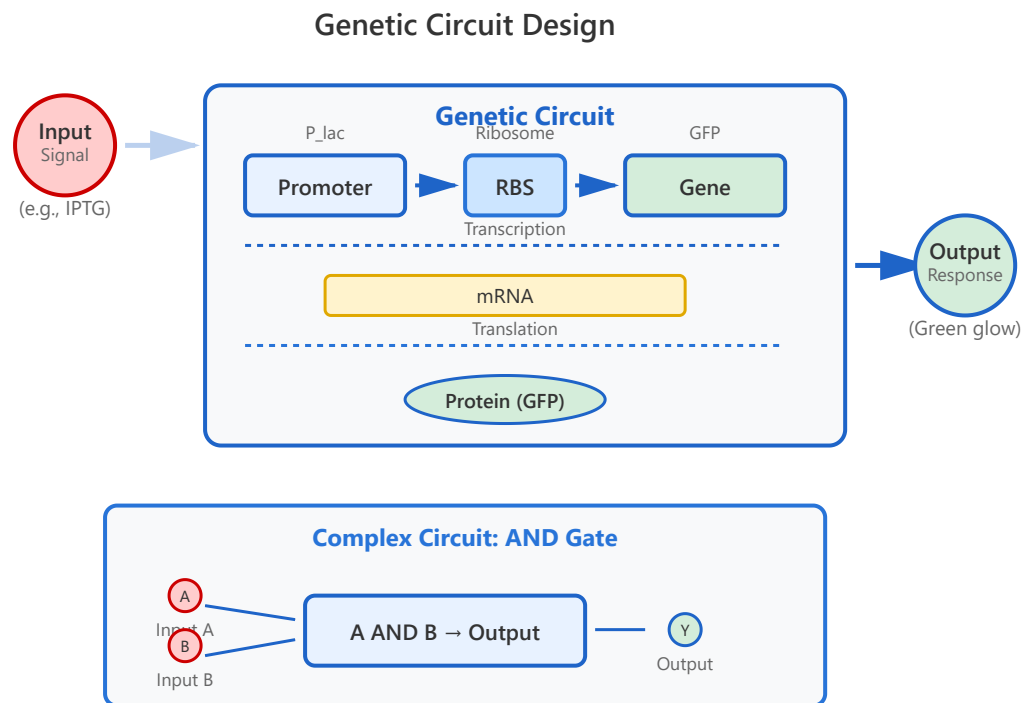 Genetic Circuit Design
Input
Signal
(e.g., IPTG)
Genetic Circuit
P_lac
Ribosome
GFP
Promoter
RBS
Gene
Transcription
mRNA
Translation
Protein (GFP)
Output
Response
(Green glow)
Complex Circuit: AND Gate
A
Input A
B
Input B
A AND B → Output
Y
Output